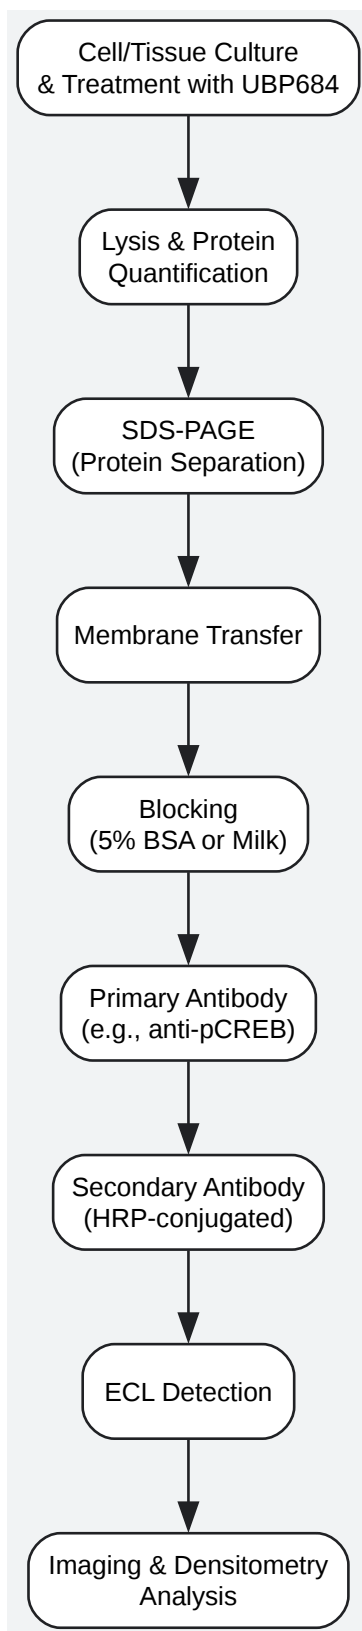 Cell/Tissue Culture
& Treatment with UBP684
Lysis & Protein
Quantification
SDS-PAGE
(Protein Separation)
Membrane Transfer
Blocking
(5% BSA or Milk)
Primary Antibody
(e.g., anti-pCREB)
Secondary Antibody
(HRP-conjugated)
ECL Detection
Imaging & Densitometry
Analysis